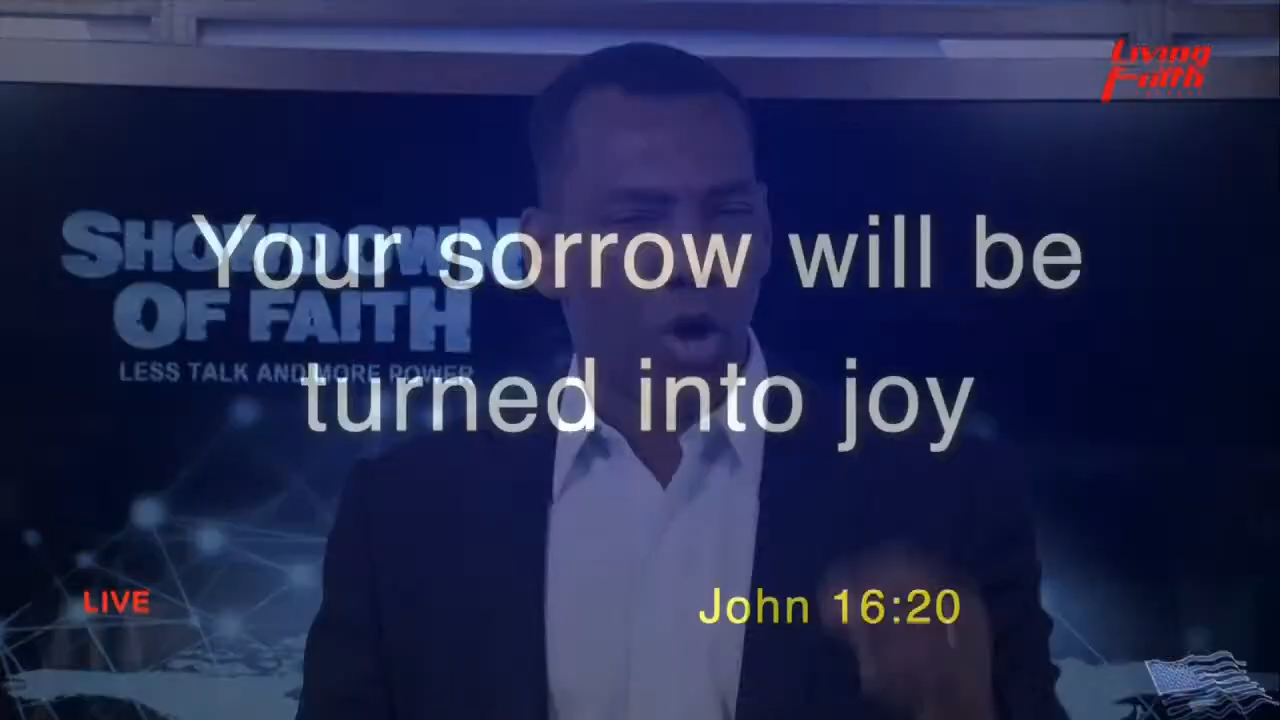 Living
Faith
SHOWDOWN
OF FAITH
LESS TALK AND MORE POWER
Your sorrow will be
turned into joy
LIVE
John 16:20